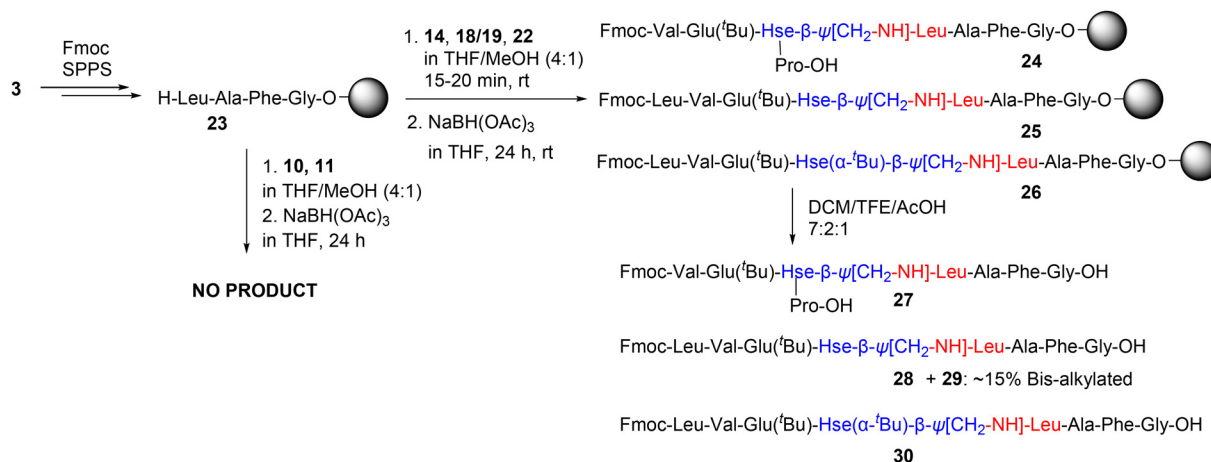 3
Fmoc
SPPS
H-Leu-Ala-Phe-Gly-O
23
1. 10, 11
in THF/MeOH (4:1)
2. NaBH(OAc)3
in THF, 24 h
NO PRODUCT
1. 14, 18/19, 22
in THF/MeOH (4:1)
15-20 min, rt
2. NaBH(OAc)3
in THF, 24 h, rt
Fmoc-Val-Glu(tBu)-Hse-β-ψ[CH2-NH]-Leu-Ala-Phe-Gly-O
Pro-OH
24
Fmoc-Leu-Val-Glu(tBu)-Hse-β-ψ[CH2-NH]-Leu-Ala-Phe-Gly-O
25
Fmoc-Leu-Val-Glu(tBu)-Hse(α-tBu)-β-ψ[CH2-NH]-Leu-Ala-Phe-Gly-O
26
DCM/TFE/AcOH
7:2:1
Fmoc-Val-Glu(tBu)-Hse-β-ψ[CH2-NH]-Leu-Ala-Phe-Gly-OH
Pro-OH
27
Fmoc-Leu-Val-Glu(tBu)-Hse-β-ψ[CH2-NH]-Leu-Ala-Phe-Gly-OH
28 + 29: ~15% Bis-alkylated
Fmoc-Leu-Val-Glu(tBu)-Hse(α-tBu)-β-ψ[CH2-NH]-Leu-Ala-Phe-Gly-OH
30